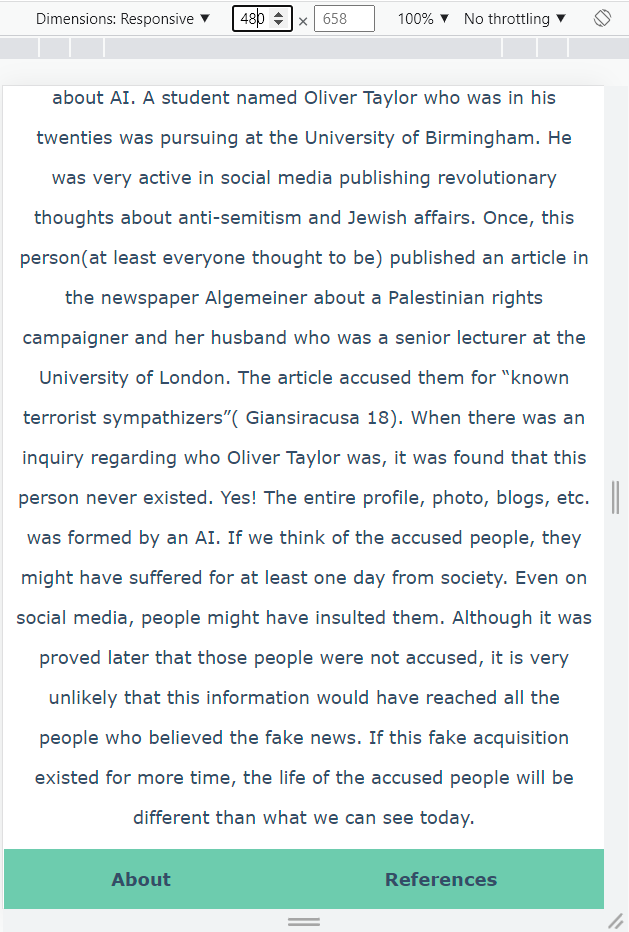 Dimensions: Responsive ▼ 480 × 658 100% ▼ No throttling ▼
about AI. A student named Oliver Taylor who was in his
twenties was pursuing at the University of Birmingham. He
was very active in social media publishing revolutionary
thoughts about anti-semitism and Jewish affairs. Once, this
person(at least everyone thought to be) published an article in
the newspaper Algemeiner about a Palestinian rights
campaigner and her husband who was a senior lecturer at the
University of London. The article accused them for “known
terrorist sympathizers”( Giansiracusa 18). When there was an
inquiry regarding who Oliver Taylor was, it was found that this
person never existed. Yes! The entire profile, photo, blogs, etc.
was formed by an AI. If we think of the accused people, they
might have suffered for at least one day from society. Even on
social media, people might have insulted them. Although it was
proved later that those people were not accused, it is very
unlikely that this information would have reached all the
people who believed the fake news. If this fake acquisition
existed for more time, the life of the accused people will be
different than what we can see today.
About References